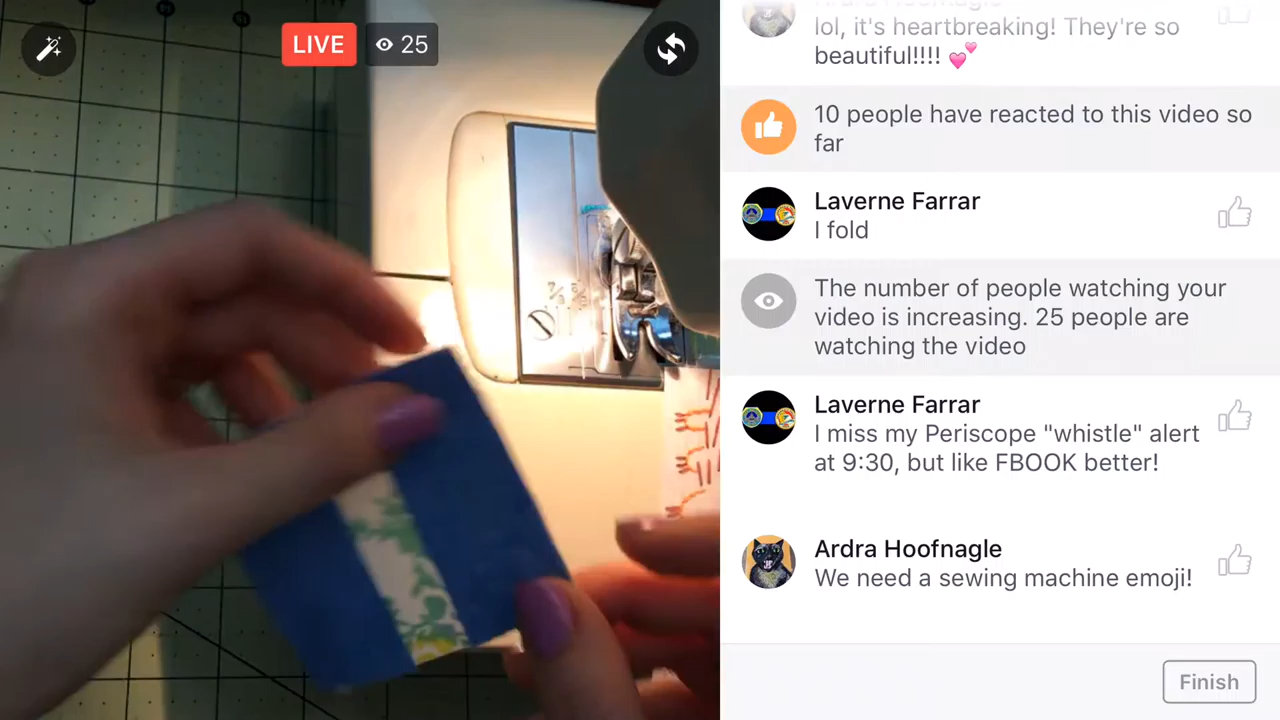 LIVE
25
lol, it's heartbreaking! They're so
beautiful!!!! 💕
10 people have reacted to this video so
far
Laverne Farrar
I fold
The number of people watching your
video is increasing. 25 people are
watching the video
Laverne Farrar
I miss my Periscope "whistle" alert
at 9:30, but like FBOOK better!
Ardra Hoofnagle
We need a sewing machine emoji!
Finish